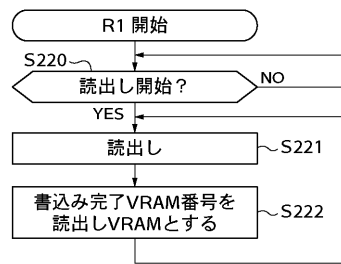 R1 開始
S220
読出し開始？
NO
YES
読出し
S221
書込み完了VRAM番号を
読出しVRAMとする
S222